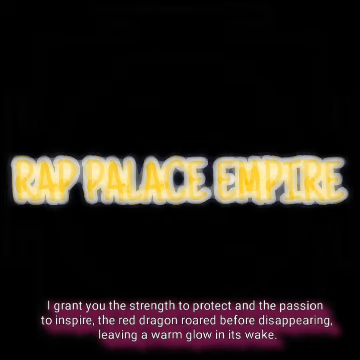 RAP PALACE EMPIRE
I grant you the strength to protect and the passion
to inspire, the red dragon roared before disappearing,
leaving a warm glow in its wake.